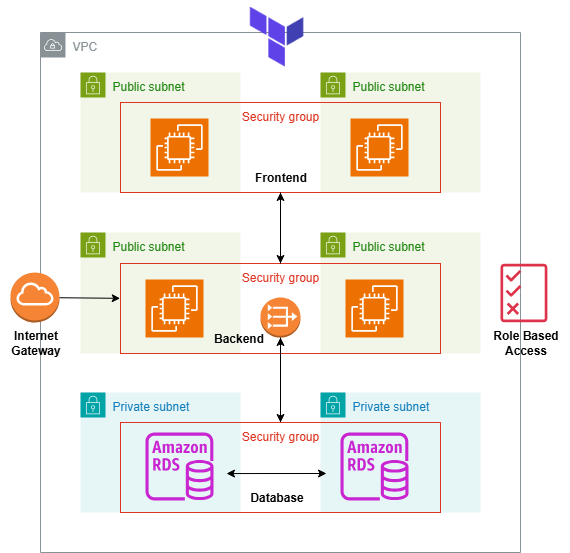 VPC
Public subnet
Public subnet
Security group
Frontend
Public subnet
Public subnet
Security group
Internet
Gateway
Backend
Role Based
Access
Private subnet
Private subnet
Security group
Amazon
RDS
Amazon
RDS
Database